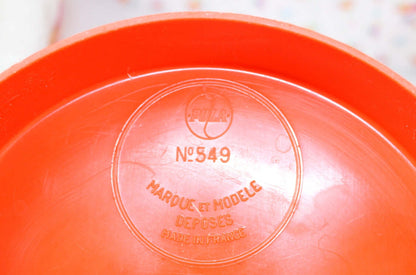 Nº549
MARQUE ET MODELE
DEPOSES
MADE IN FRANCE